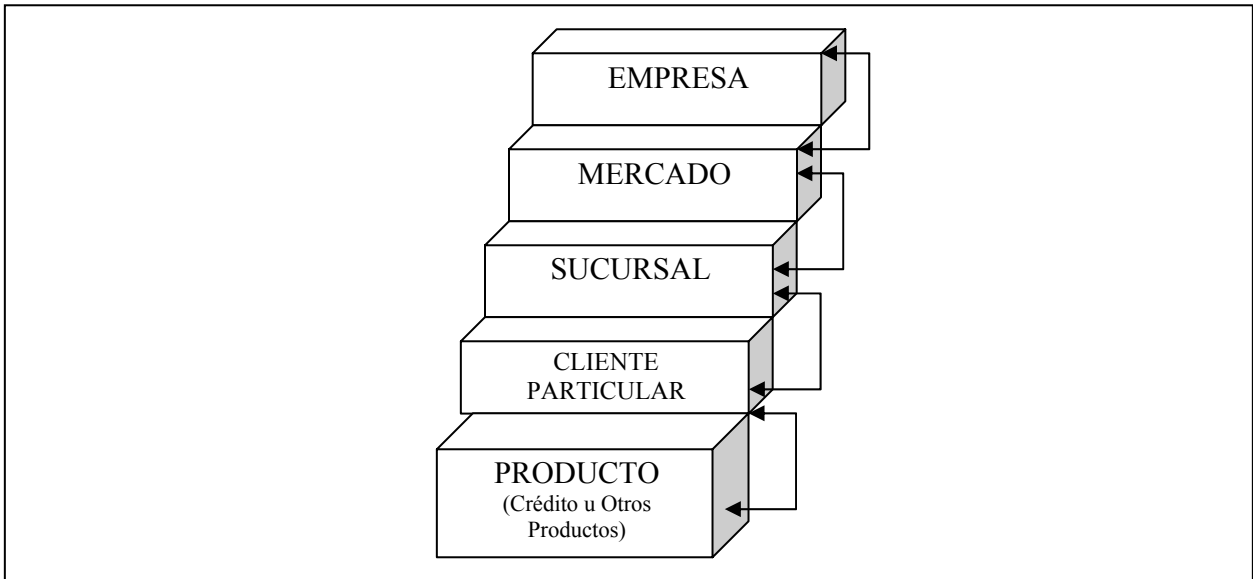 EMPRESA
MERCADO
SUCURSAL
CLIENTE
PARTICULAR
PRODUCTO
(Crédito u Otros
Productos)